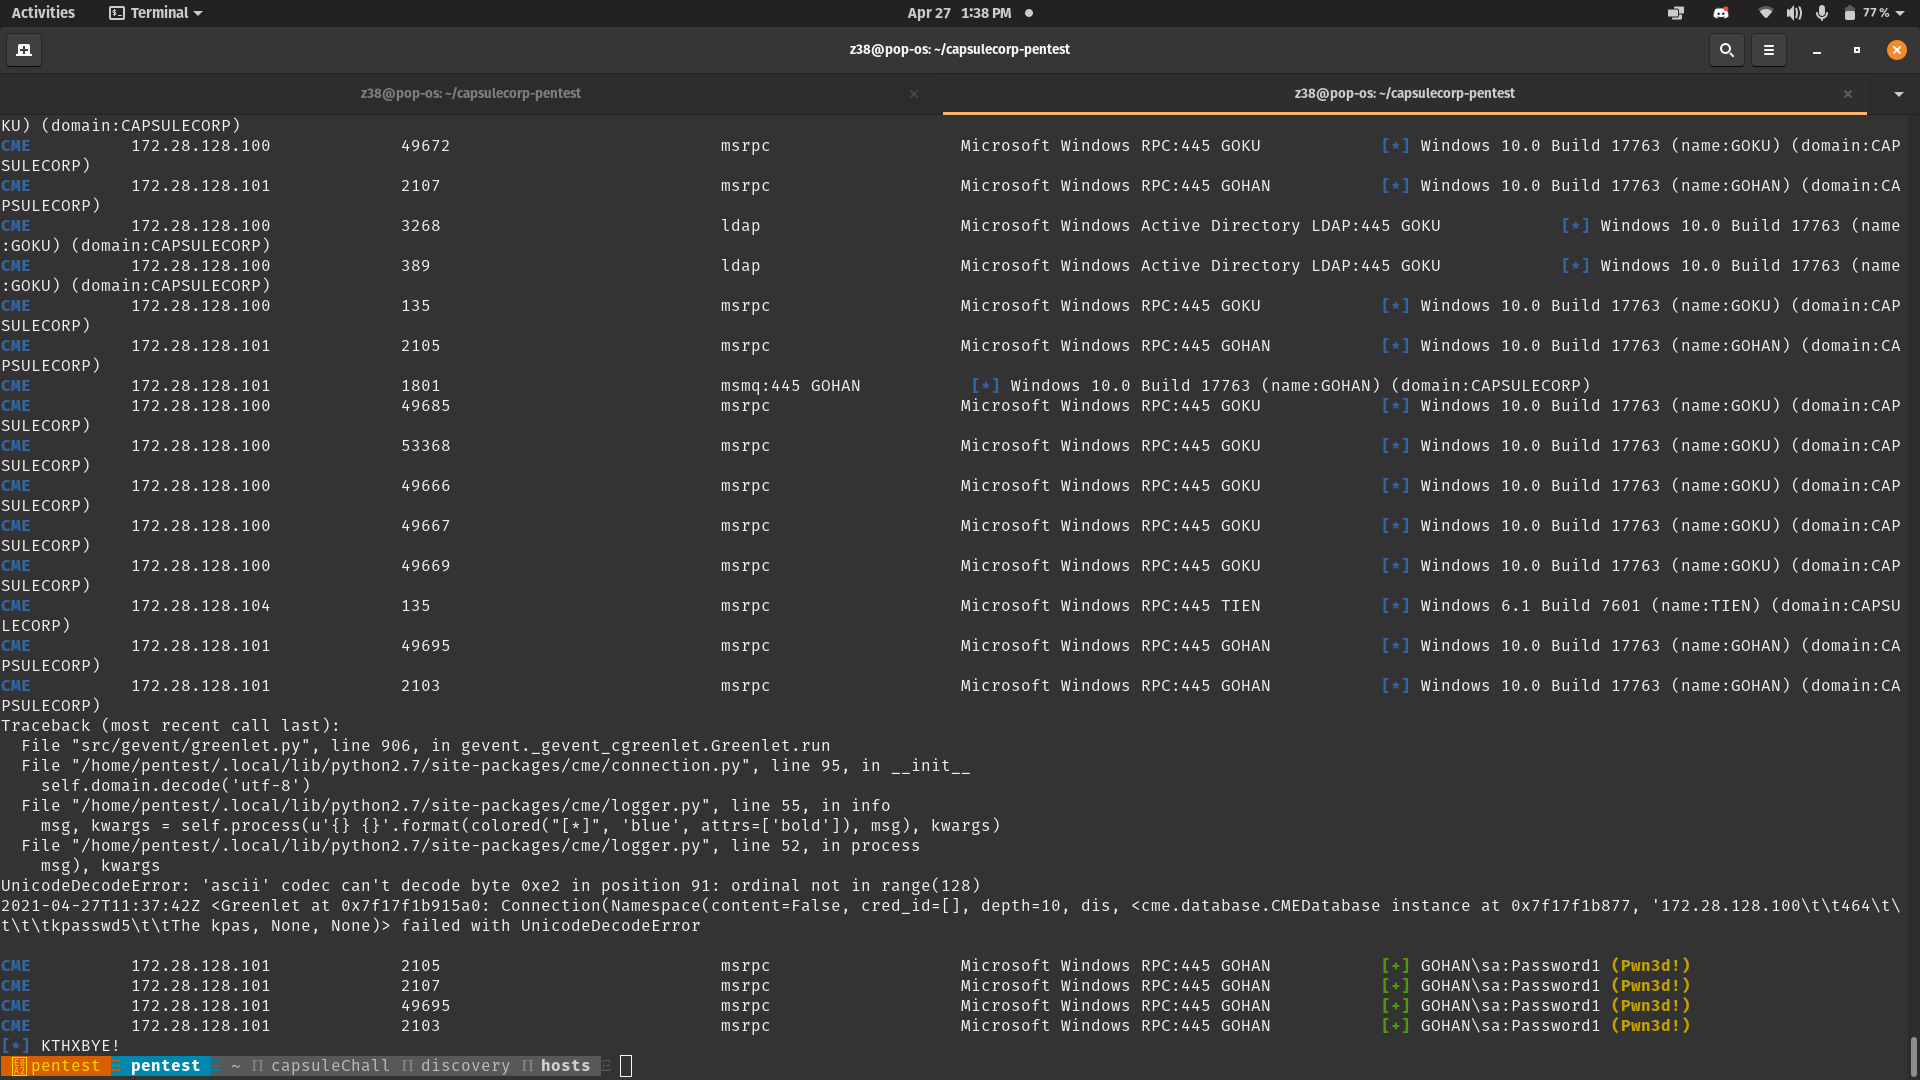 Activities Terminal Apr 27 1:38 PM 77 %
z38@pop-os: ~/capsulecorp-pentest
z38@pop-os: ~/capsulecorp-pentest × z38@pop-os: ~/capsulecorp-pentest ×
KU) (domain:CAPSULECORP)
CME 172.28.128.100 49672 msrpc Microsoft Windows RPC:445 GOKU [*] Windows 10.0 Build 17763 (name:GOKU) (domain:CAP
SULECORP)
CME 172.28.128.101 2107 msrpc Microsoft Windows RPC:445 GOHAN [*] Windows 10.0 Build 17763 (name:GOHAN) (domain:CA
PSULECORP)
CME 172.28.128.100 3268 ldap Microsoft Windows Active Directory LDAP:445 GOKU [*] Windows 10.0 Build 17763 (name
:GOKU) (domain:CAPSULECORP)
CME 172.28.128.100 389 ldap Microsoft Windows Active Directory LDAP:445 GOKU [*] Windows 10.0 Build 17763 (name
:GOKU) (domain:CAPSULECORP)
CME 172.28.128.100 135 msrpc Microsoft Windows RPC:445 GOKU [*] Windows 10.0 Build 17763 (name:GOKU) (domain:CAP
SULECORP)
CME 172.28.128.101 2105 msrpc Microsoft Windows RPC:445 GOHAN [*] Windows 10.0 Build 17763 (name:GOHAN) (domain:CA
PSULECORP)
CME 172.28.128.101 1801 msmq:445 GOHAN [*] Windows 10.0 Build 17763 (name:GOHAN) (domain:CAPSULECORP)
CME 172.28.128.100 49685 msrpc Microsoft Windows RPC:445 GOKU [*] Windows 10.0 Build 17763 (name:GOKU) (domain:CAP
SULECORP)
CME 172.28.128.100 53368 msrpc Microsoft Windows RPC:445 GOKU [*] Windows 10.0 Build 17763 (name:GOKU) (domain:CAP
SULECORP)
CME 172.28.128.100 49666 msrpc Microsoft Windows RPC:445 GOKU [*] Windows 10.0 Build 17763 (name:GOKU) (domain:CAP
SULECORP)
CME 172.28.128.100 49667 msrpc Microsoft Windows RPC:445 GOKU [*] Windows 10.0 Build 17763 (name:GOKU) (domain:CAP
SULECORP)
CME 172.28.128.100 49669 msrpc Microsoft Windows RPC:445 GOKU [*] Windows 10.0 Build 17763 (name:GOKU) (domain:CAP
SULECORP)
CME 172.28.128.104 135 msrpc Microsoft Windows RPC:445 TIEN [*] Windows 6.1 Build 7601 (name:TIEN) (domain:CAPSU
LECORP)
CME 172.28.128.101 49695 msrpc Microsoft Windows RPC:445 GOHAN [*] Windows 10.0 Build 17763 (name:GOHAN) (domain:CA
PSULECORP)
CME 172.28.128.101 2103 msrpc Microsoft Windows RPC:445 GOHAN [*] Windows 10.0 Build 17763 (name:GOHAN) (domain:CA
PSULECORP)
Traceback (most recent call last):
File "src/gevent/greenlet.py", line 906, in gevent._gevent_cgreenlet.Greenlet.run
File "/home/pentest/.local/lib/python2.7/site-packages/cme/connection.py", line 95, in __init__
self.domain.decode('utf-8')
File "/home/pentest/.local/lib/python2.7/site-packages/cme/logger.py", line 55, in info
msg, kwargs = self.process(u'{} {}'.format(colored("[*]", 'blue', attrs=['bold']), msg), kwargs)
File "/home/pentest/.local/lib/python2.7/site-packages/cme/logger.py", line 52, in process
msg), kwargs
UnicodeDecodeError: 'ascii' codec can't decode byte 0xe2 in position 91: ordinal not in range(128)
2021-04-27T11:37:42Z <Greenlet at 0x7f17f1b915a0: Connection(Namespace(content=False, cred_id=[], depth=10, dis, <cme.database.CMEDatabase instance at 0x7f17f1b877, '172.28.128.100\t\t464\t\
t\t\tkpasswd5\t\tThe kpas, None, None)> failed with UnicodeDecodeError
CME 172.28.128.101 2105 msrpc Microsoft Windows RPC:445 GOHAN [+] GOHAN\sa:Password1 (Pwn3d!)
CME 172.28.128.101 2107 msrpc Microsoft Windows RPC:445 GOHAN [+] GOHAN\sa:Password1 (Pwn3d!)
CME 172.28.128.101 49695 msrpc Microsoft Windows RPC:445 GOHAN [+] GOHAN\sa:Password1 (Pwn3d!)
CME 172.28.128.101 2103 msrpc Microsoft Windows RPC:445 GOHAN [+] GOHAN\sa:Password1 (Pwn3d!)
[*] KTHXBYE!
pentest pentest ~ capsuleChall discovery hosts